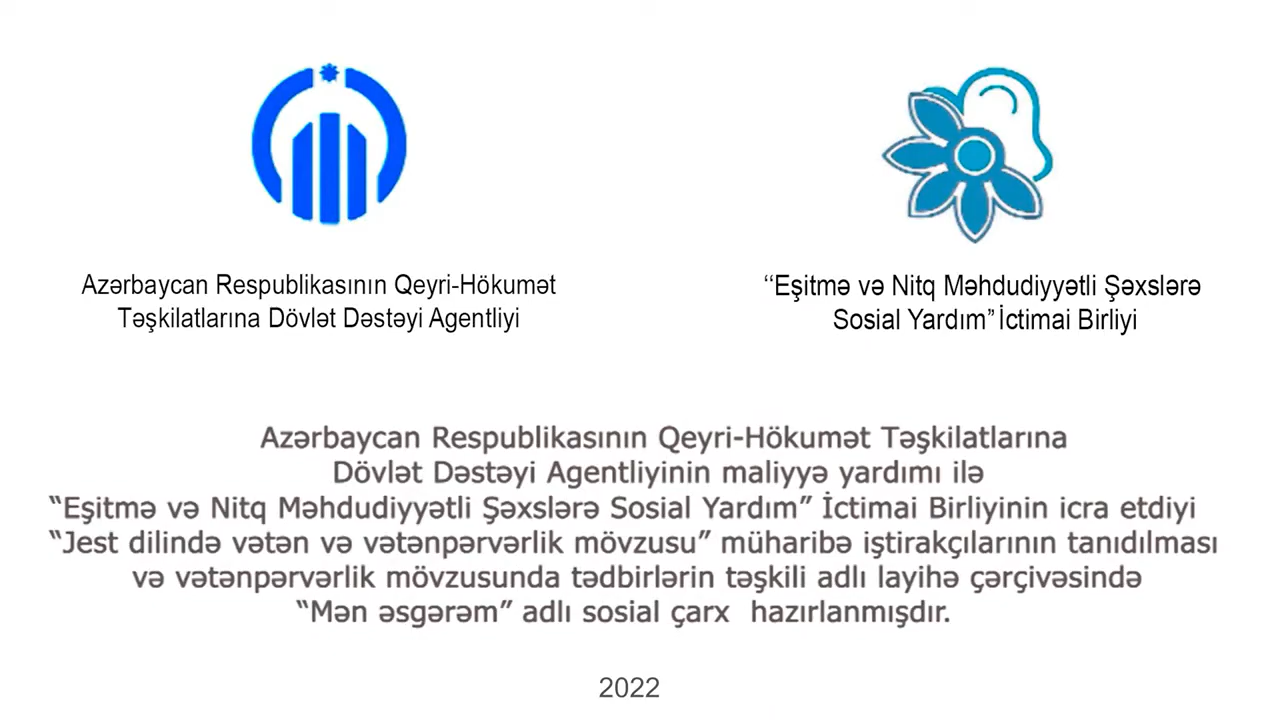 Azərbaycan Respublikasının Qeyri-Hökumət
Təşkilatlarına Dövlət Dəstəyi Agentliyi
‘‘Eşitmə və Nitq Məhdudiyyətli Şəxslərə
Sosial Yardım” İctimai Birliyi
Azərbaycan Respublikasının Qeyri-Hökumət Təşkilatlarına
Dövlət Dəstəyi Agentliyinin maliyyə yardımı ilə
“Eşitmə və Nitq Məhdudiyyətli Şəxslərə Sosial Yardım” İctimai Birliyinin icra etdiyi
“Jest dilində vətən və vətənpərvərlik mövzusu” müharibə iştirakçılarının tanıdılması
və vətənpərvərlik mövzusunda tədbirlərin təşkili adlı layihə çərçivəsində
“Mən əsgərəm” adlı sosial çarx hazırlanmışdır.
2022